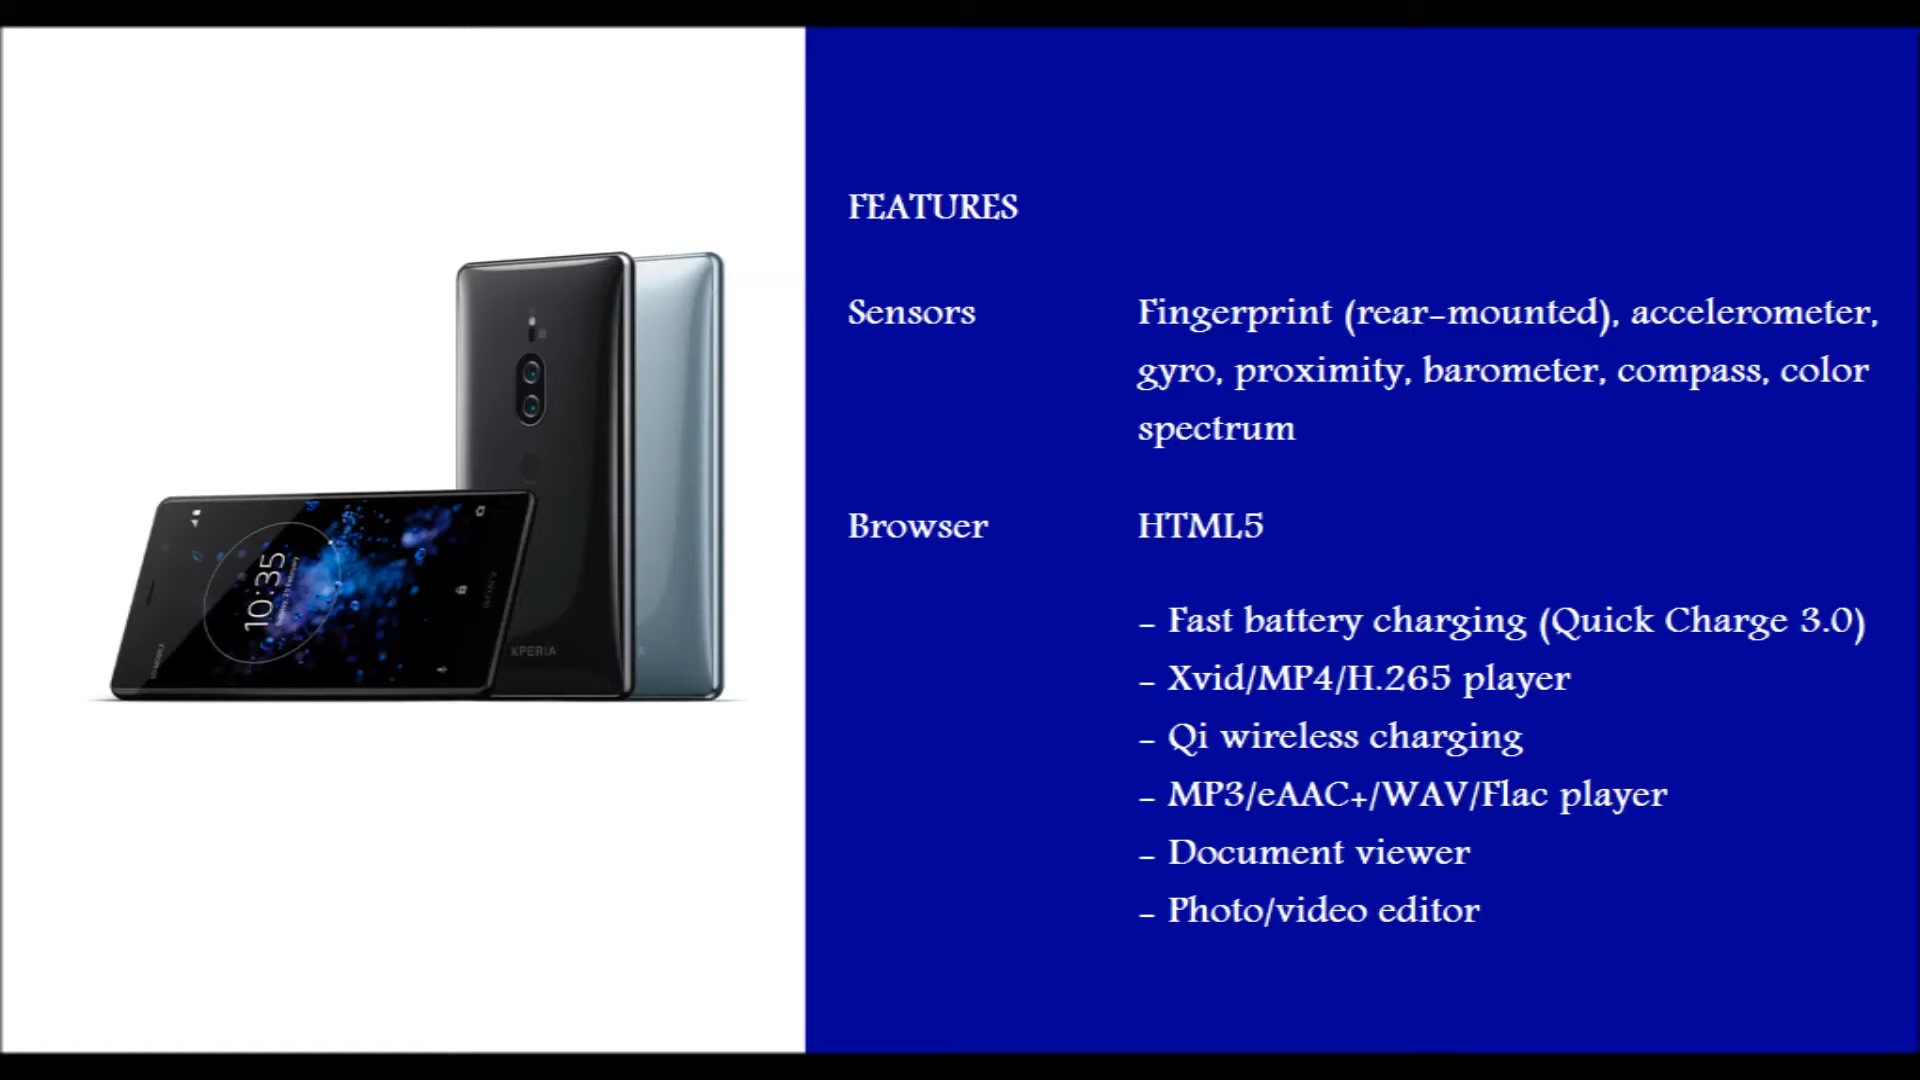 FEATURES
Sensors
Fingerprint (rear-mounted), accelerometer,
gyro, proximity, barometer, compass, color
spectrum
Browser
HTML5
- Fast battery charging (Quick Charge 3.0)
- Xvid/MP4/H.265 player
- Qi wireless charging
- MP3/eAAC+/WAV/Flac player
- Document viewer
- Photo/video editor
10:35
SONY
XPERIA